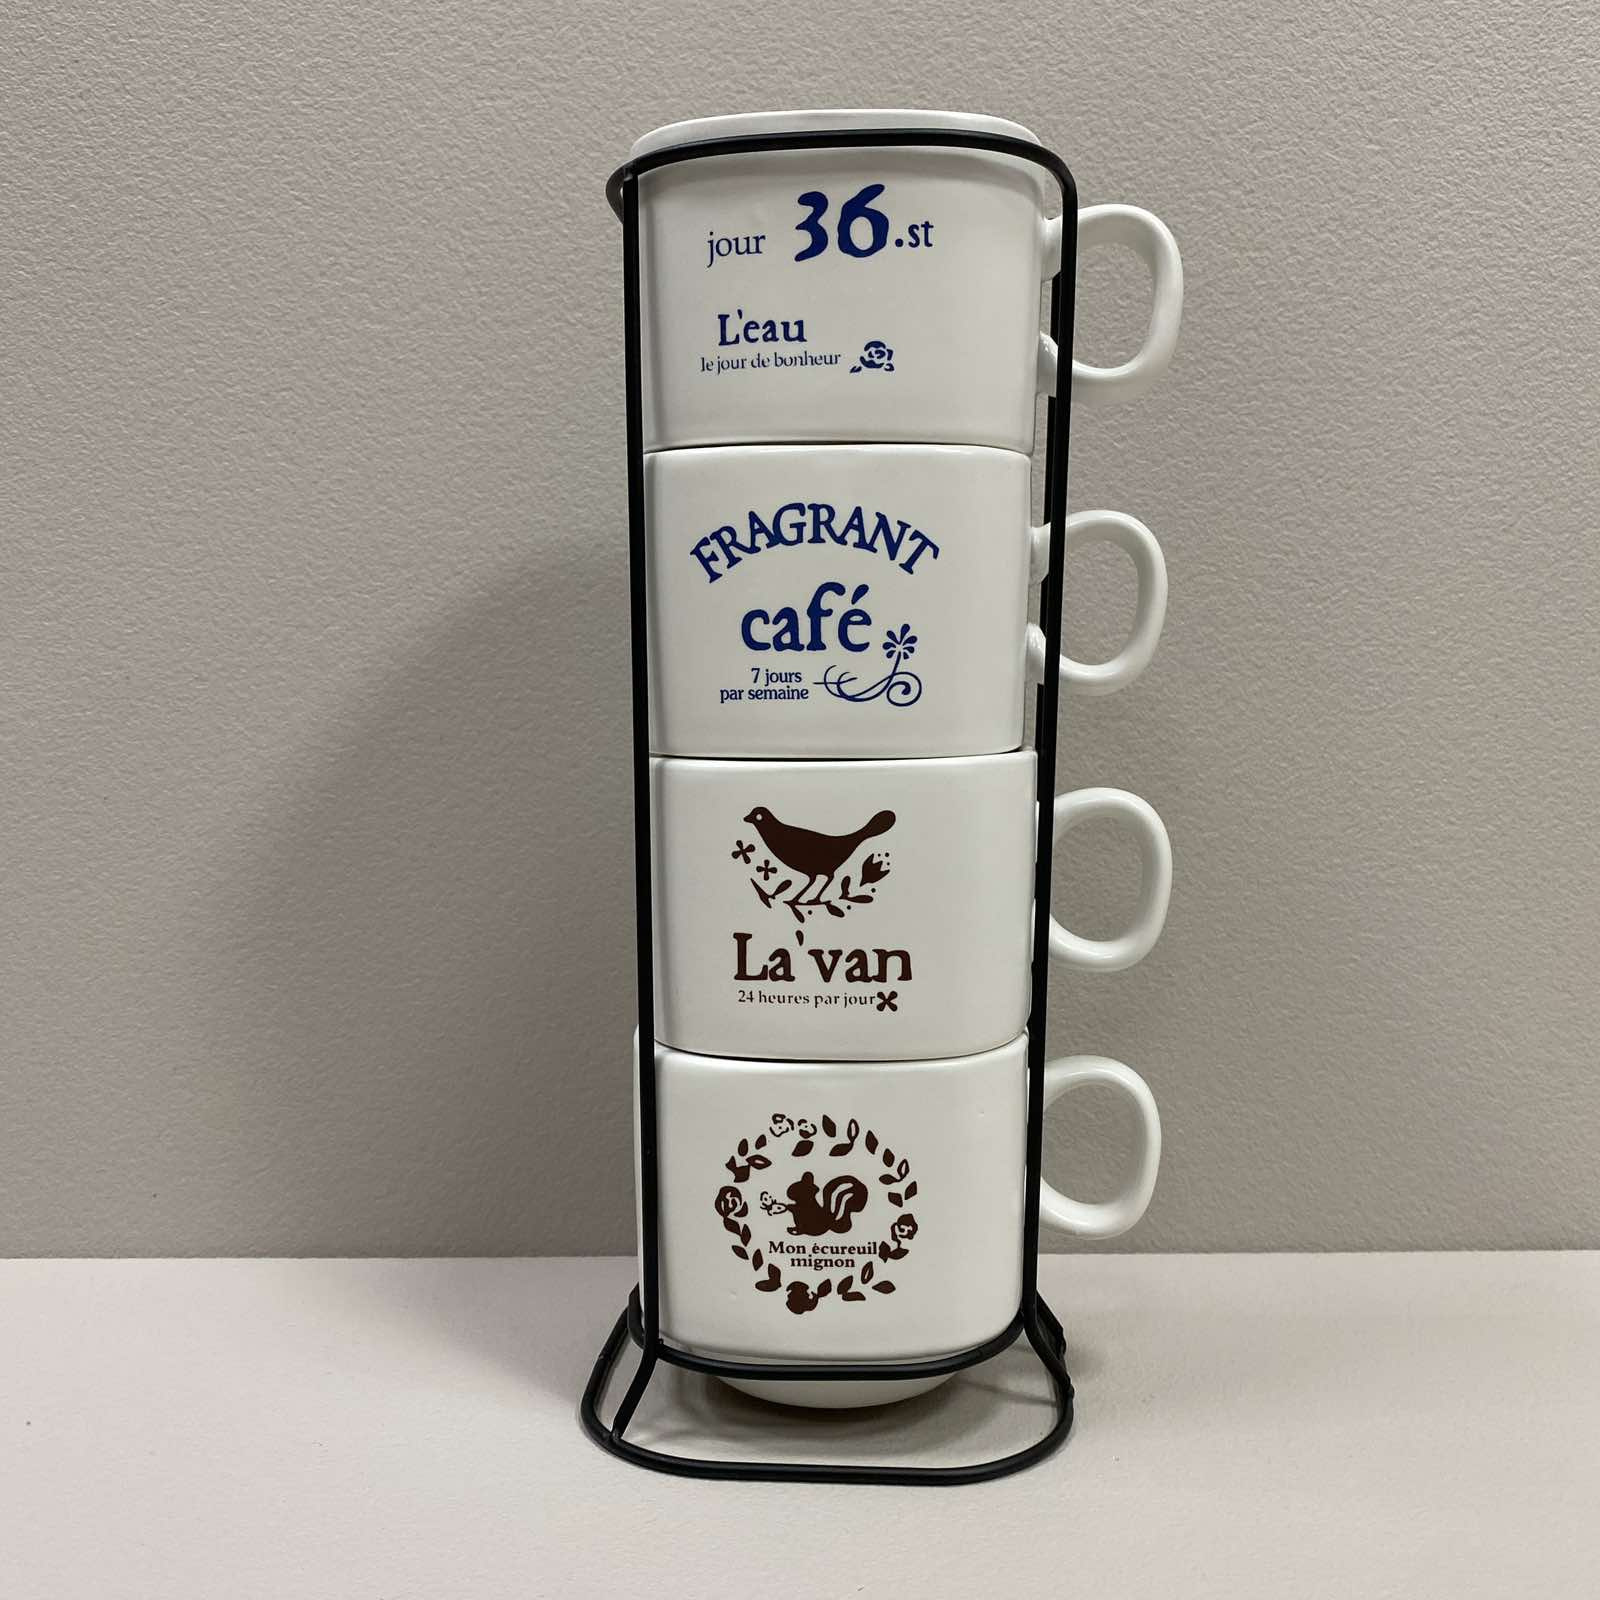 jour 36.st
L'eau
le jour de bonheur
FRAGRANT
café
7 jours
par semaine
La'van
24 heures par jour
Mon écureuil
mignon